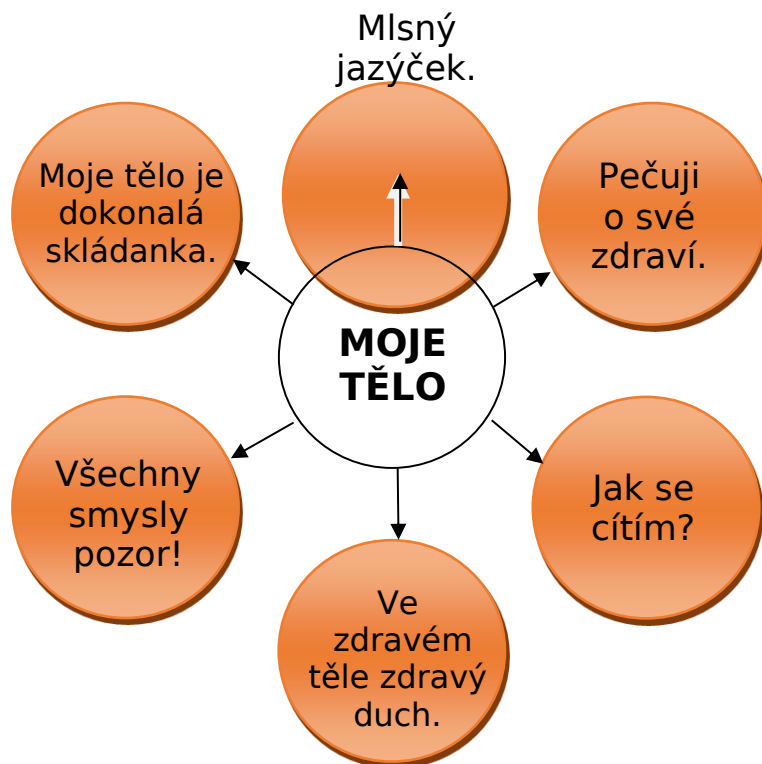 Mlsný
jazýček.
Moje tělo je
dokonalá
skládanka.
Pečuji
o své
zdraví.
MOJE
TĚLO
Všechny
smysly
pozor!
Jak se
cítím?
Ve
zdravém
těle zdravý
duch.